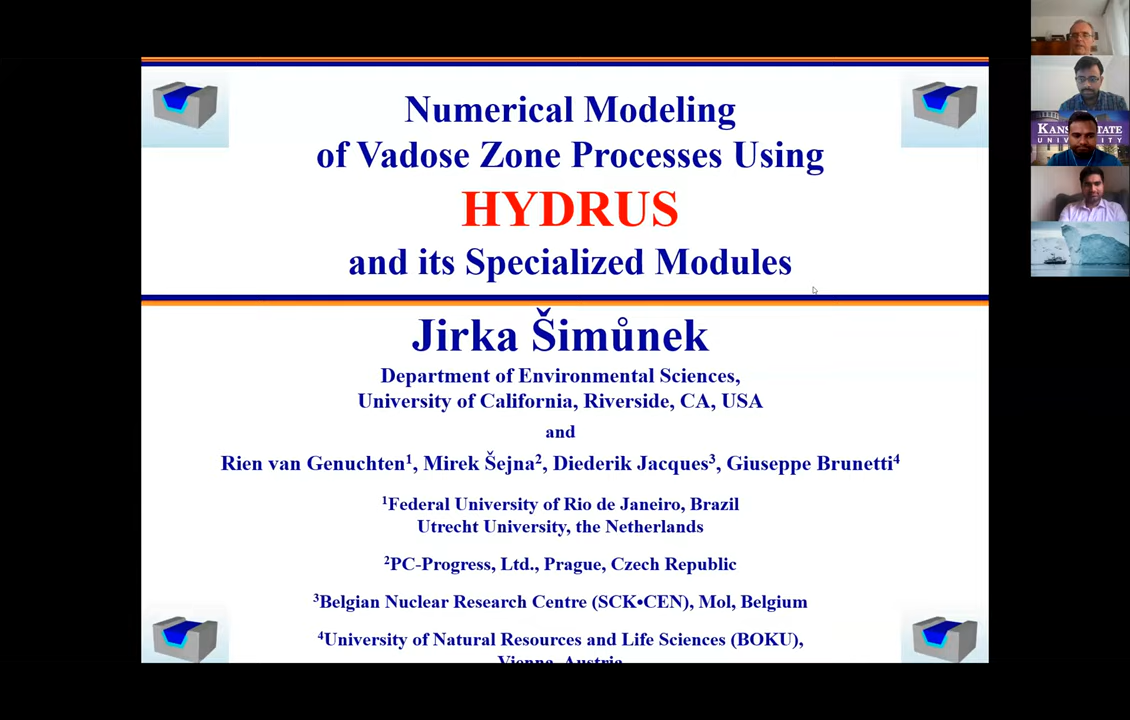 Numerical Modeling
of Vadose Zone Processes Using
HYDRUS
and its Specialized Modules
Jirka Šimůnek
Department of Environmental Sciences,
University of California, Riverside, CA, USA
and
Rien van Genuchten¹, Mirek Šejna², Diederik Jacques³, Giuseppe Brunetti⁴
¹Federal University of Rio de Janeiro, Brazil
Utrecht University, the Netherlands
²PC-Progress, Ltd., Prague, Czech Republic
³Belgian Nuclear Research Centre (SCK•CEN), Mol, Belgium
⁴University of Natural Resources and Life Sciences (BOKU),
Vienna, Austria